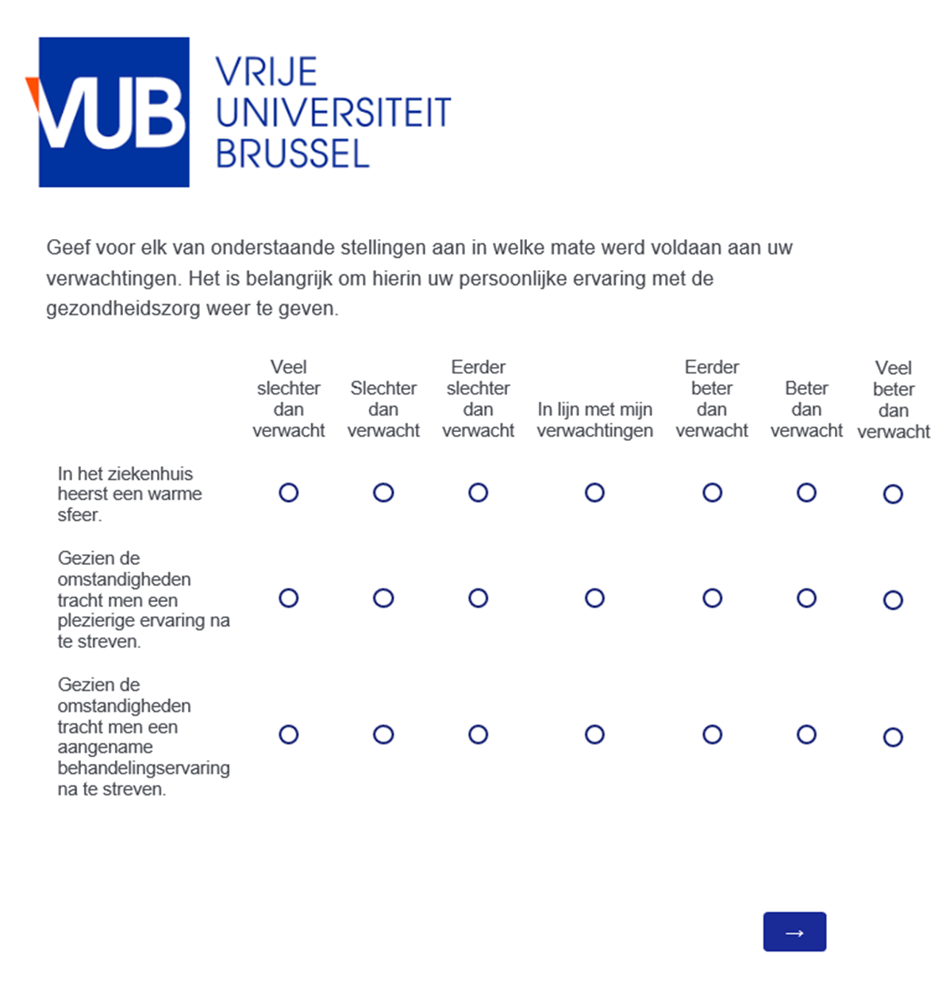 VUB
VRIJE
UNIVERSITEIT
BRUSSEL
Geef voor elk van onderstaande stellingen aan in welke mate werd voldaan aan uw
verwachtingen. Het is belangrijk om hierin uw persoonlijke ervaring met de
gezondheidszorg weer te geven.
Veel
slechter
dan
verwacht
Slechter
dan
verwacht
Eerder
slechter
dan
verwacht
In lijn met mijn
verwachtingen
Eerder
beter
dan
verwacht
Beter
dan
verwacht
Veel
beter
dan
verwacht
In het ziekenhuis
heerst een warme
sfeer.
Gezien de
omstandigheden
tracht men een
plezierige ervaring na
te streven.
Gezien de
omstandigheden
tracht men een
aangename
behandelingservaring
na te streven.
→